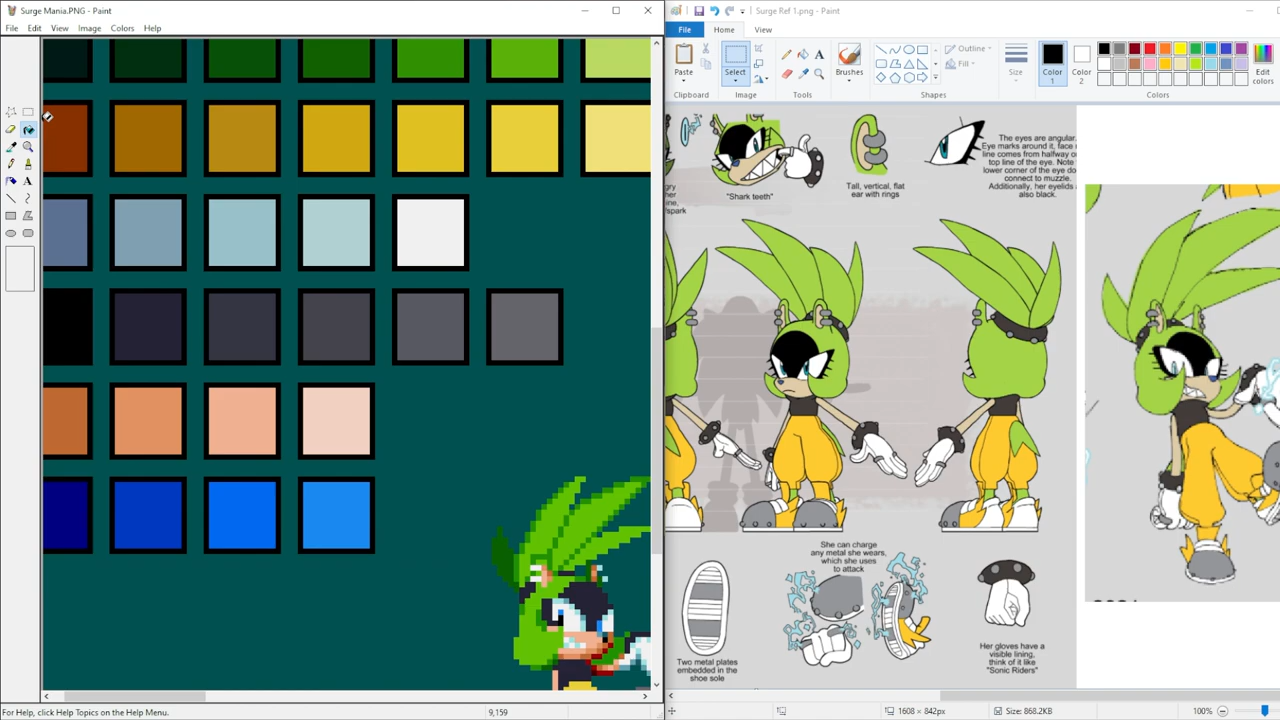 Surge Mania.PNG - Paint
File Edit View Image Colors Help
For Help, click Help Topics on the Help Menu.
9,159
Surge Ref 1.png - Paint
File Home View
Paste
Select
Brushes
Outline
Fill
Size
Color
1
Color
2
Edit
colors
Clipboard
Image
Tools
Shapes
Colors
gry
her
ine,
/spark
"Shark teeth"
Tall, vertical, flat
ear with rings
The eyes are angular.
Eye marks around it, face
line comes from halfway
top line of the eye. Note
lower corner of the eye
connect to muzzle.
Additionally, her eyelids
also black.
She can charge
any metal she wears,
which she uses
to attack
Two metal plates
embedded in the
shoe sole
Her gloves have a
visible lining,
think of it like
"Sonic Riders"
1608 × 842px
Size: 868.2KB
100%